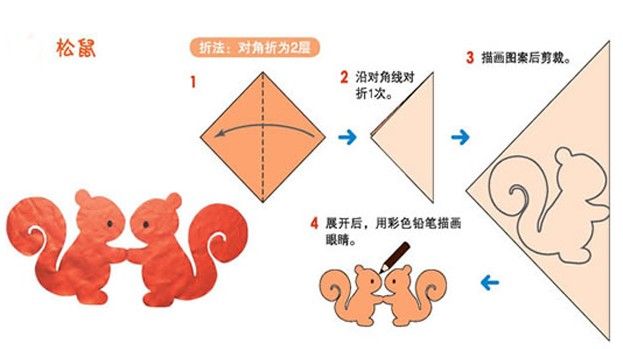 松鼠
折法：对角折为2层
1
2 沿对角线对
折1次。
3 描画图案后剪裁。
4 展开后，用彩色铅笔描画
眼睛。